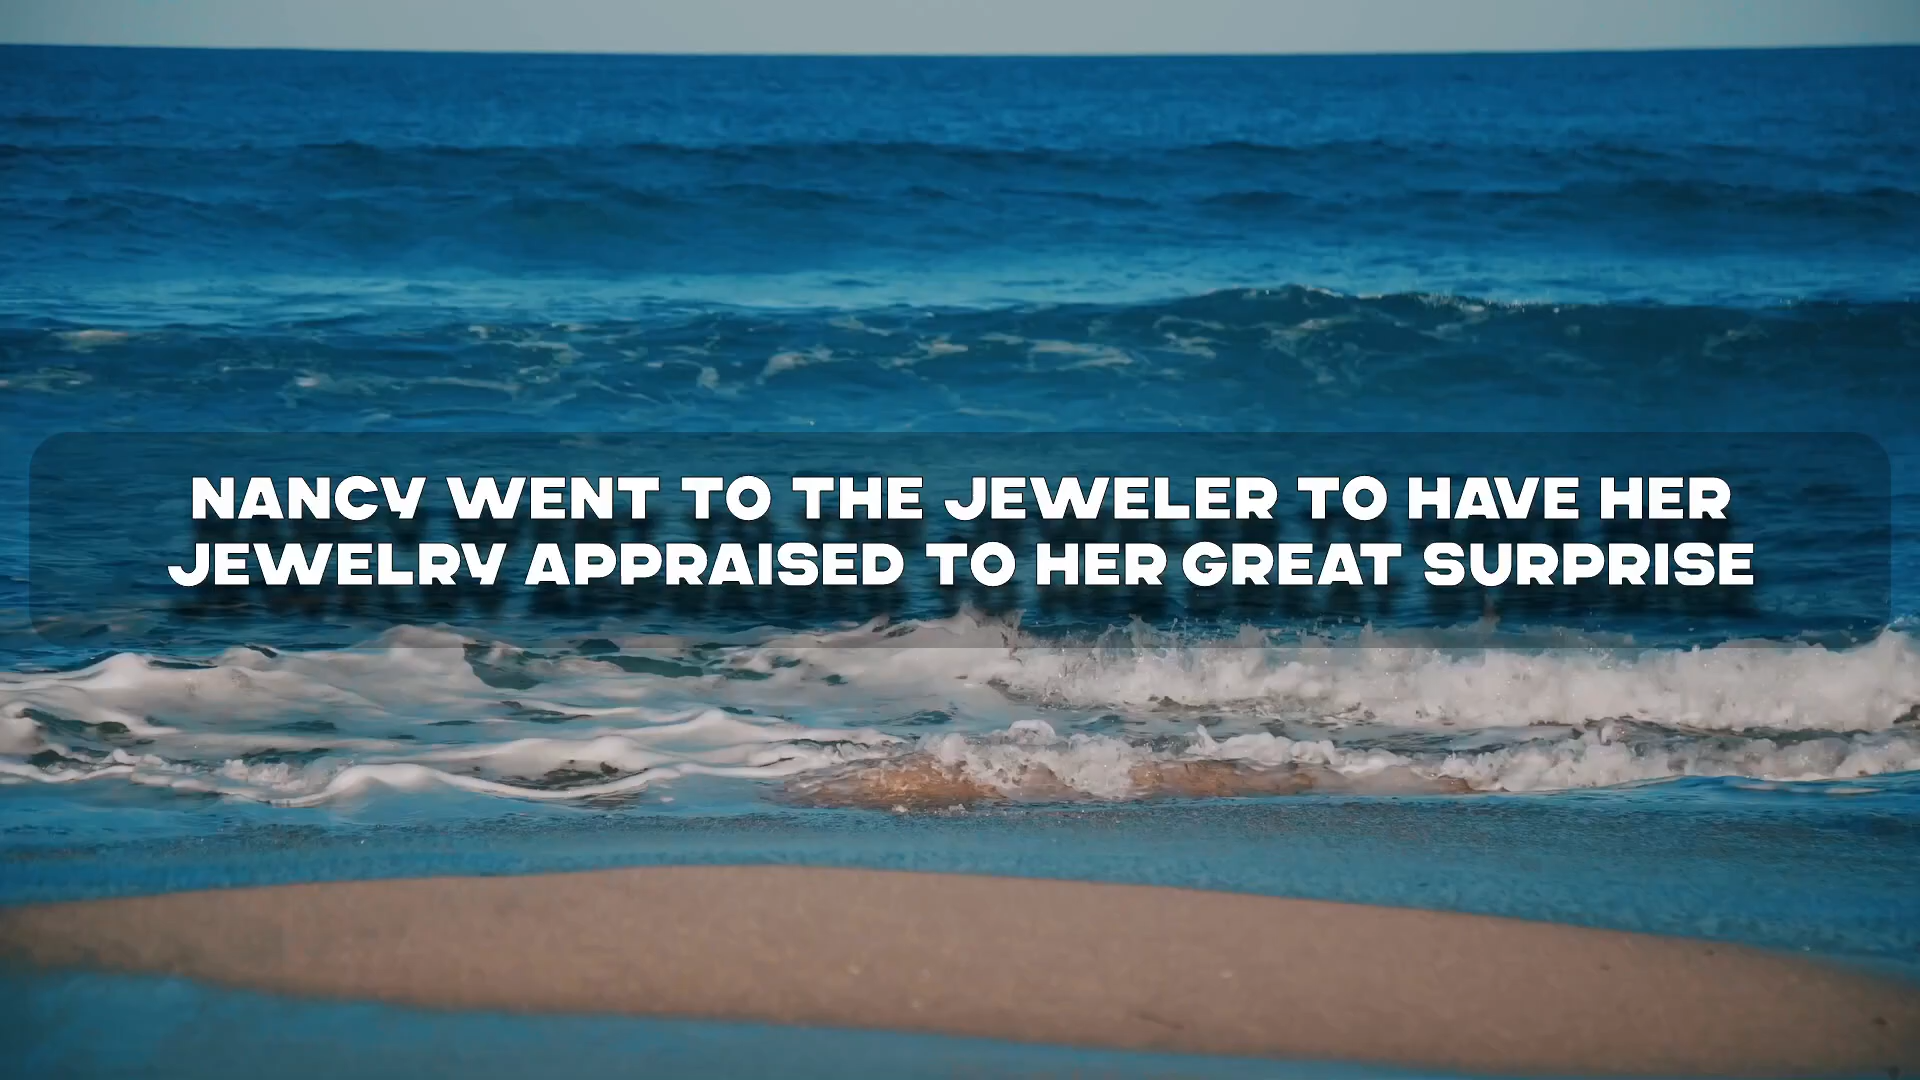 NANCY WENT TO THE JEWELER TO HAVE HER
JEWELRY APPRAISED TO HER GREAT SURPRISE